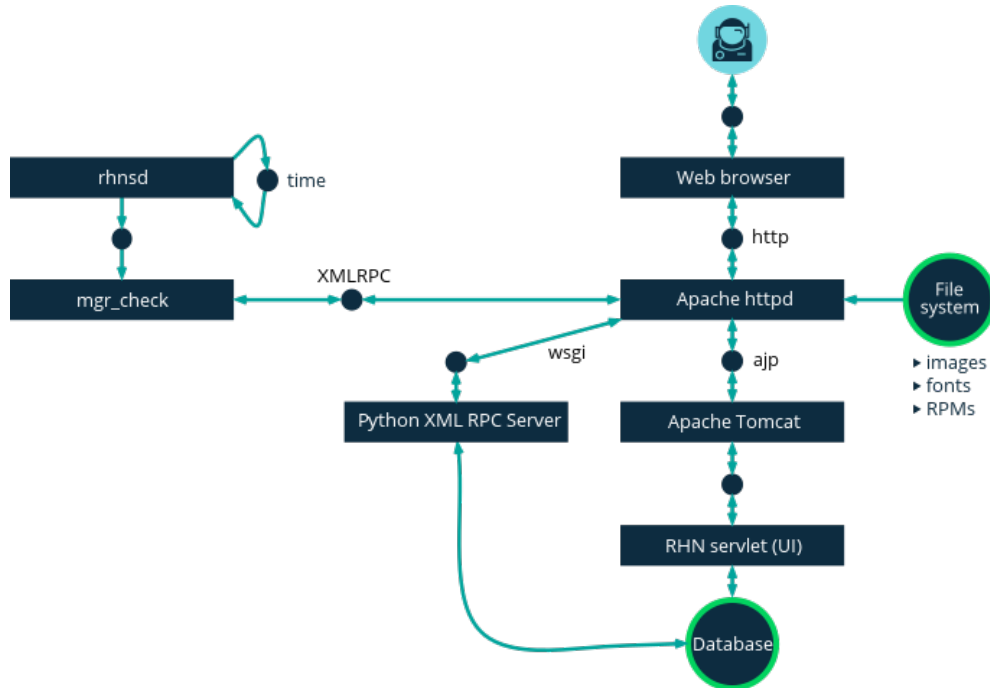 rhnsd
time
Web browser
http
XMLRPC
mgr_check
Apache httpd
File
system
wsgi
ajp
images
fonts
RPMs
Python XML RPC Server
Apache Tomcat
RHN servlet (UI)
Database